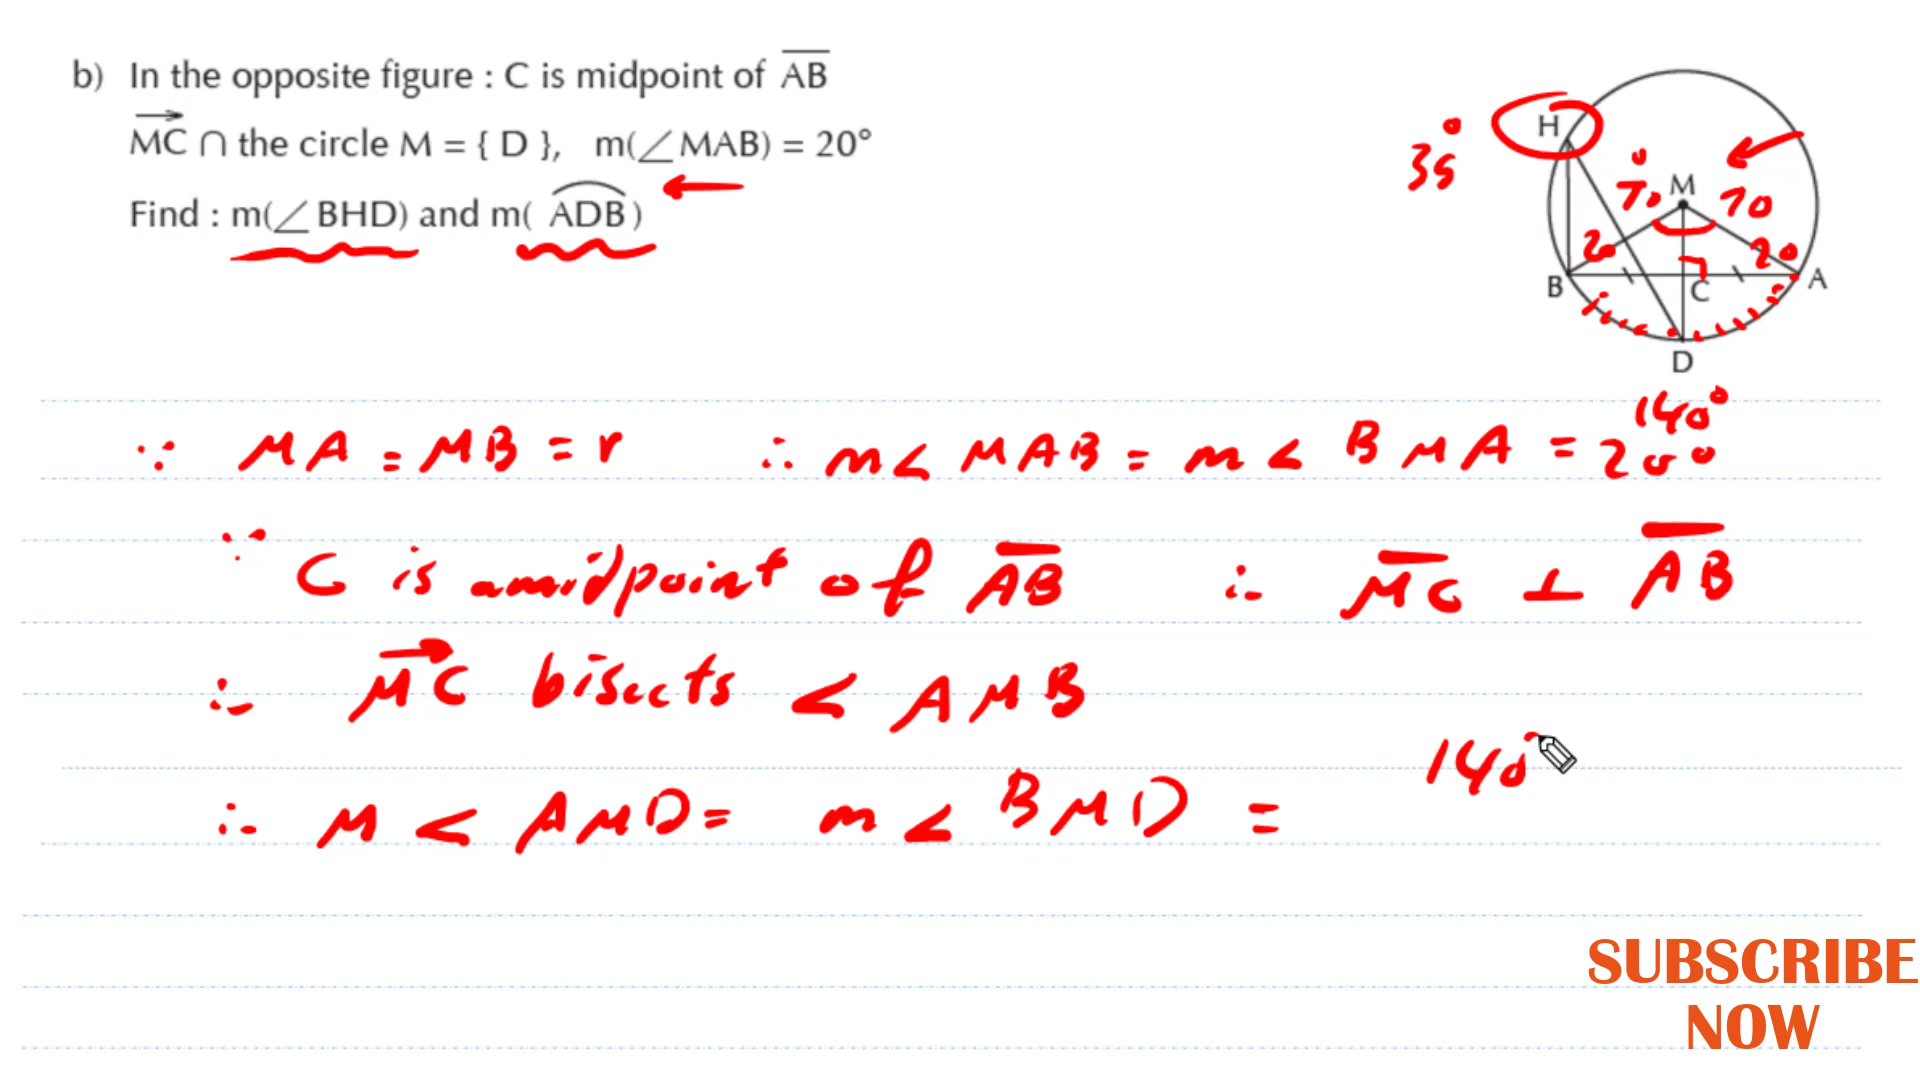 b) In the opposite figure : C is midpoint of AB
MC ∩ the circle M = { D }, m(∠MAB) = 20°
Find : m(∠BHD) and m( ADB )
35°
H
70°
M
70
20
20
B
C
A
D
140°
∵ MA = MB = r ∴ m< MAB = m< BMA = 20°
∵ C is a midpoint of AB ∴ MC ⊥ AB
∴ MC bisects < AMB
∴ M < AMD = m < BMD =
140°
SUBSCRIBE
NOW